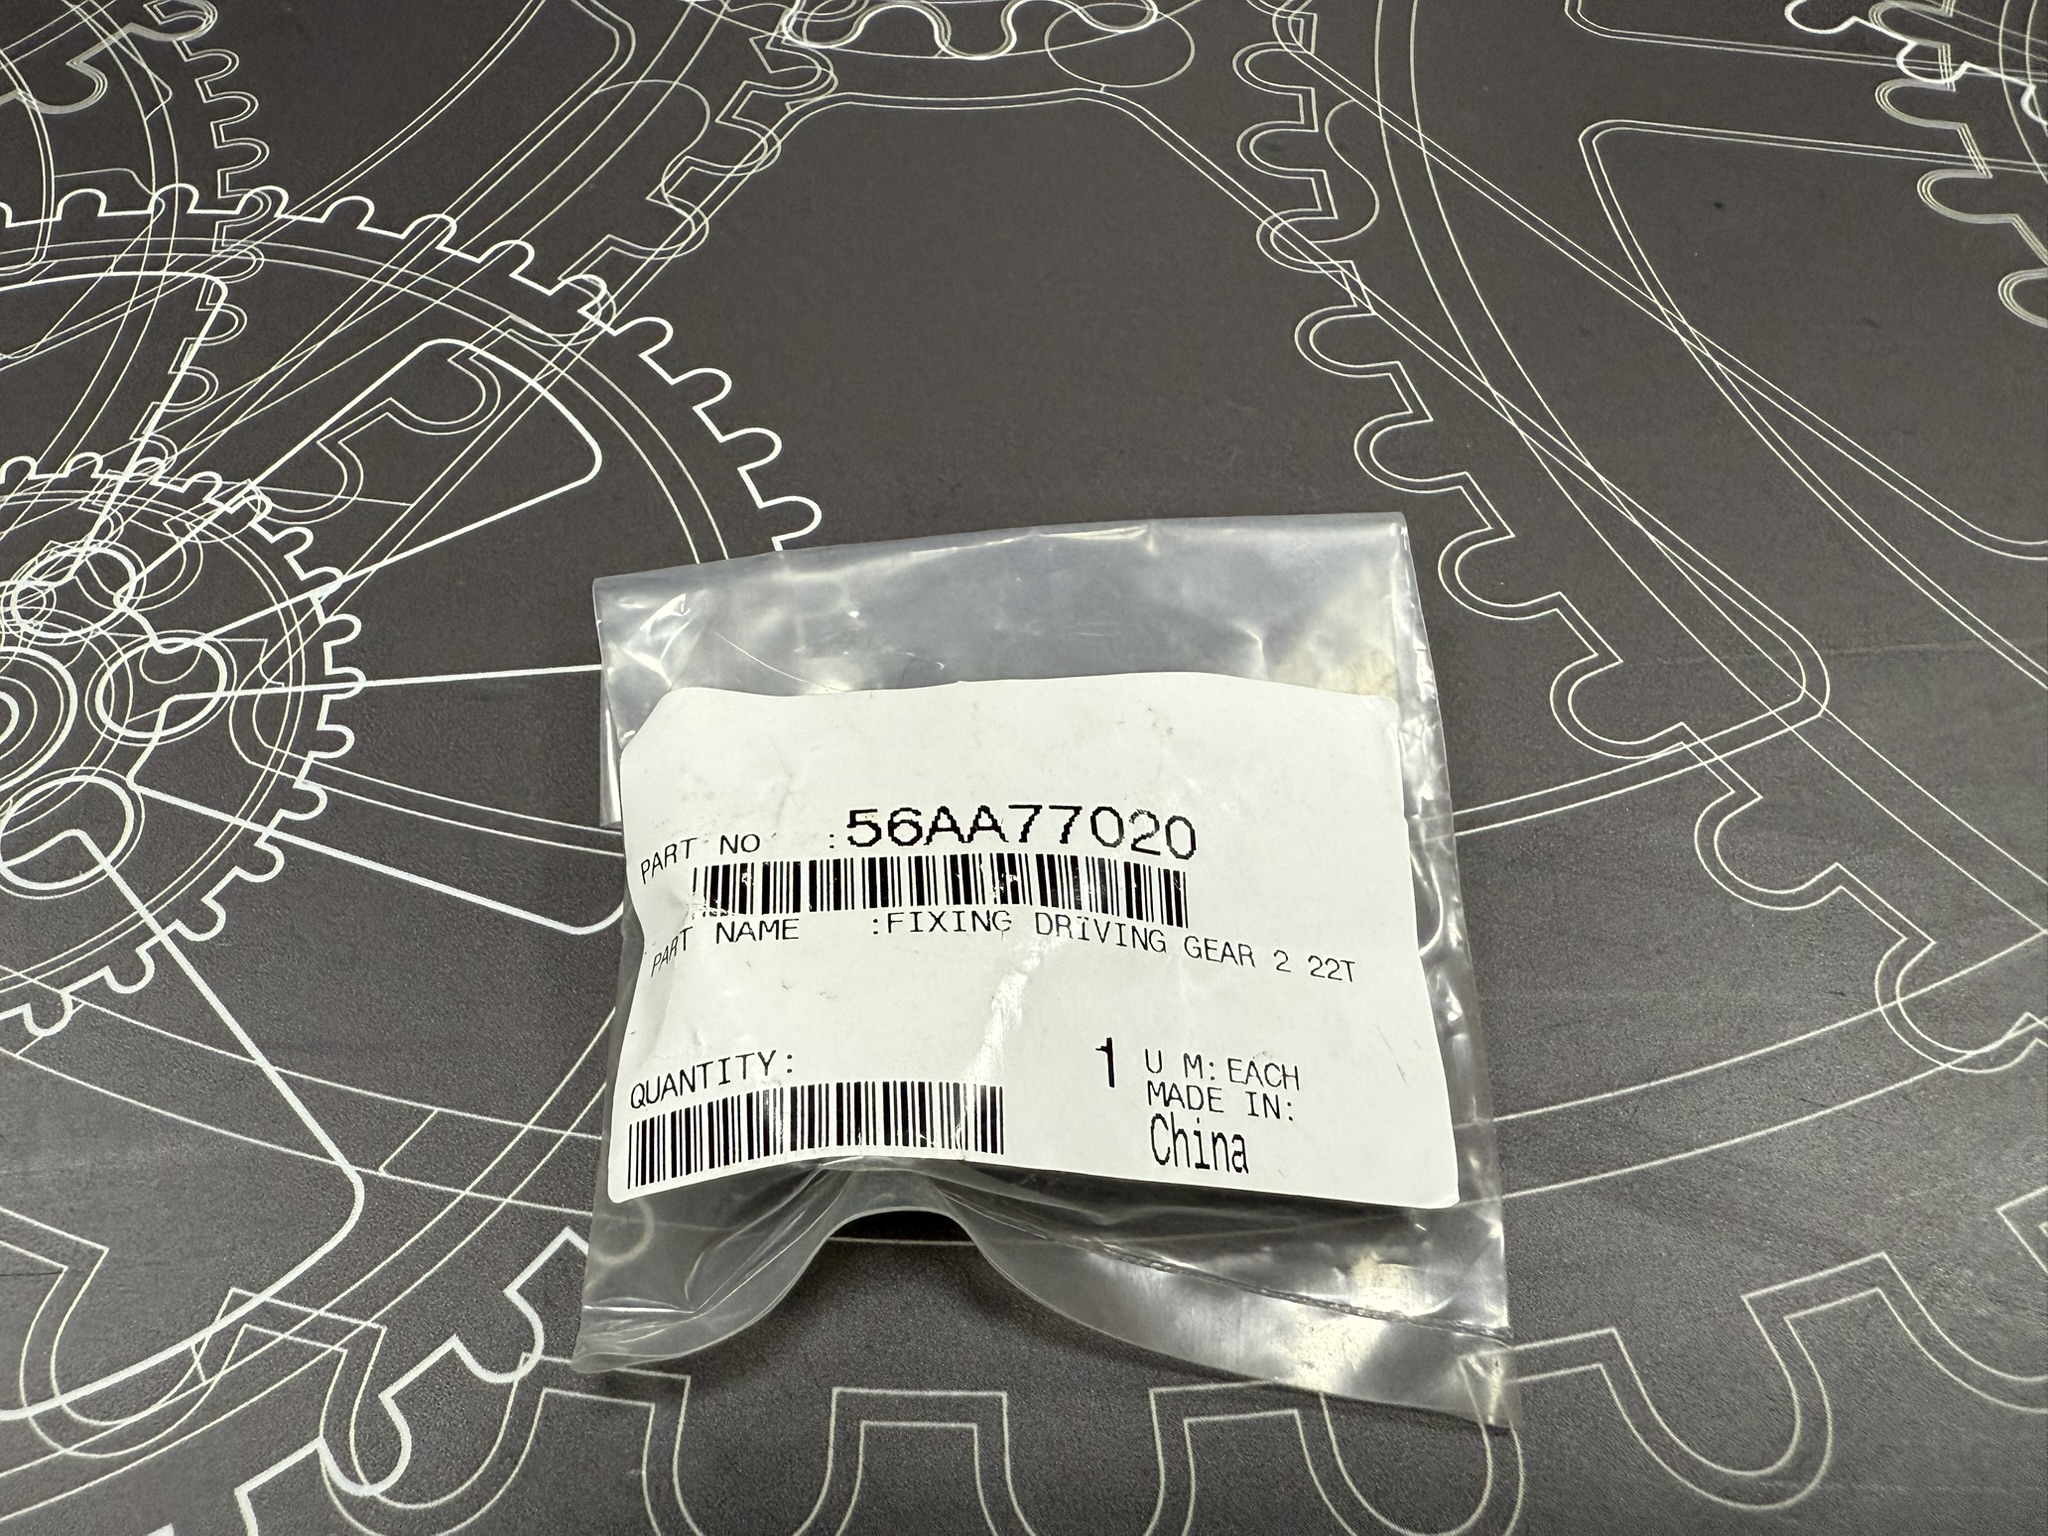 PART NO :56AA77020
PART NAME :FIXING DRIVING GEAR 2 22T
QUANTITY: 1 U M: EACH
MADE IN:
China